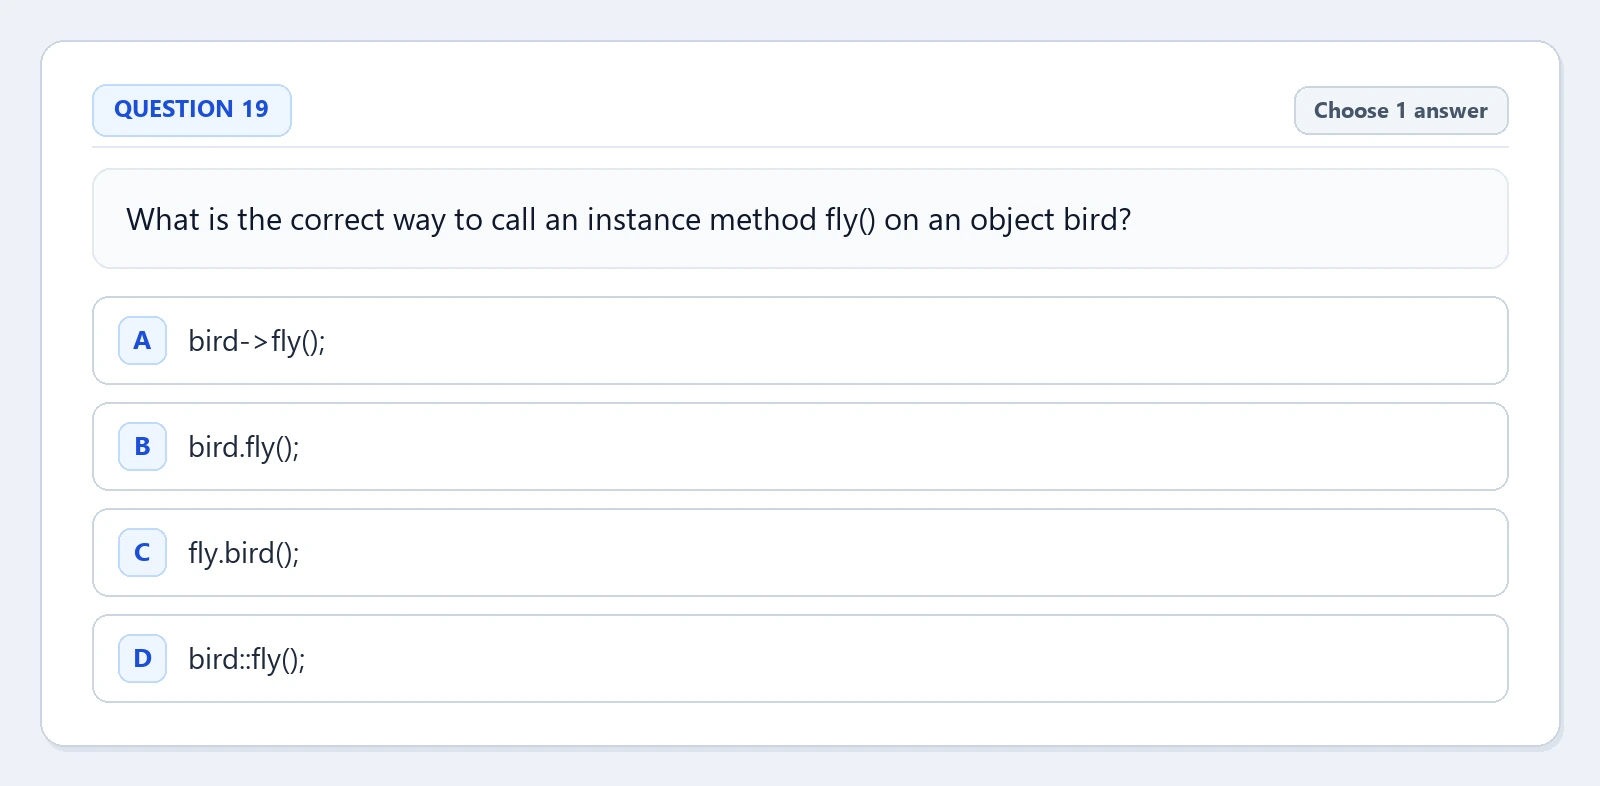 QUESTION 19
Choose 1 answer
What is the correct way to call an instance method fly() on an object bird?
A bird->fly();
B bird.fly();
C fly.bird();
D bird::fly();